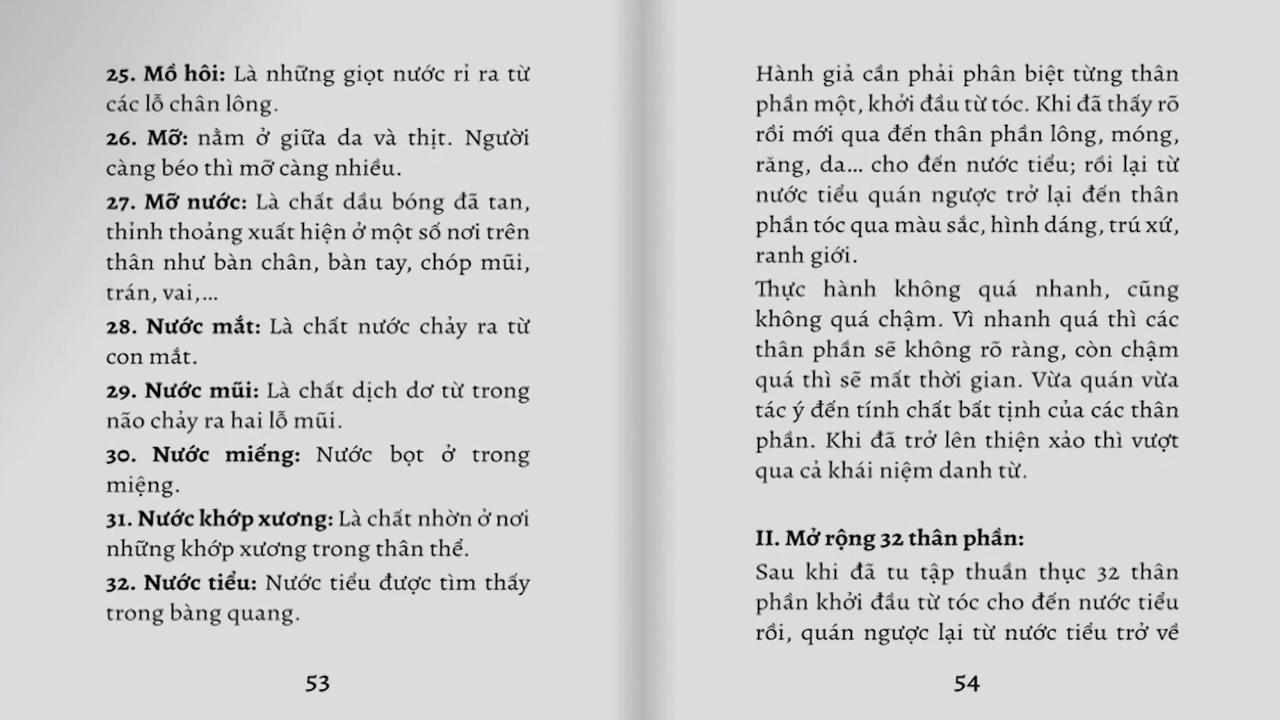 25. Mồ hôi: Là những giọt nước rỉ ra từ
các lỗ chân lông.
26. Mỡ: nằm ở giữa da và thịt. Người
càng béo thì mỡ càng nhiều.
27. Mỡ nước: Là chất dầu bóng đã tan,
thỉnh thoảng xuất hiện ở một số nơi trên
thân như bàn chân, bàn tay, chóp mũi,
trán, vai,...
28. Nước mắt: Là chất nước chảy ra từ
con mắt.
29. Nước mũi: Là chất dịch dơ từ trong
não chảy ra hai lỗ mũi.
30. Nước miếng: Nước bọt ở trong
miệng.
31. Nước khớp xương: Là chất nhờn ở nơi
những khớp xương trong thân thể.
32. Nước tiểu: Nước tiểu được tìm thấy
trong bàng quang.
53
Hành giả cần phải phân biệt từng thân
phần một, khởi đầu từ tóc. Khi đã thấy rõ
rồi mới qua đến thân phần lông, móng,
răng, da... cho đến nước tiểu; rồi lại từ
nước tiểu quán ngược trở lại đến thân
phần tóc qua màu sắc, hình dáng, trú xứ,
ranh giới.
Thực hành không quá nhanh, cũng
không quá chậm. Vì nhanh quá thì các
thân phần sẽ không rõ ràng, còn chậm
quá thì sẽ mất thời gian. Vừa quán vừa
tác ý đến tính chất bất tịnh của các thân
phần. Khi đã trở lên thiện xảo thì vượt
qua cả khái niệm danh từ.
II. Mở rộng 32 thân phần:
Sau khi đã tu tập thuần thục 32 thân
phần khởi đầu từ tóc cho đến nước tiểu
rồi, quán ngược lại từ nước tiểu trở về
54